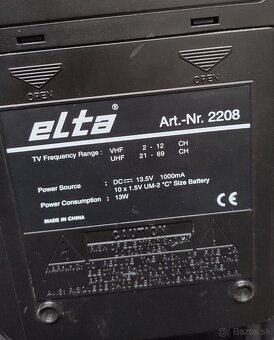 OPEN
OPEN
elta ® Art.-Nr. 2208
TV Frequency Range : VHF 2 - 12 CH
UHF 21 - 69 CH
Power Source : DC 13.5V 1000mA
10 x 1.5V UM-2 "C" Size Battery
Power Consumption : 13W
MADE IN CHINA
CE
CAUTION
bazos.sk